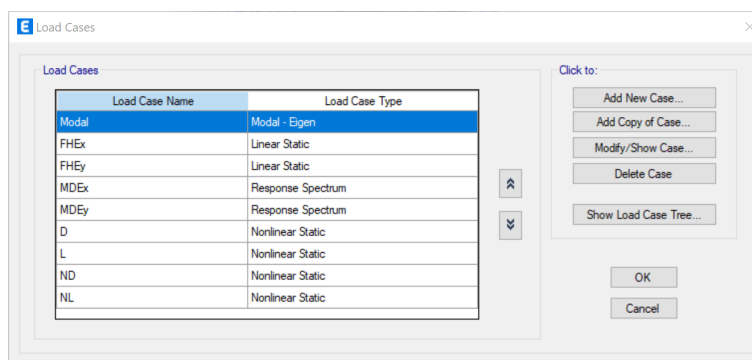 E Load Cases
Load Cases
Load Case Name Load Case Type
Modal Modal - Eigen
FHEx Linear Static
FHEy Linear Static
MDEx Response Spectrum
MDEy Response Spectrum
D Nonlinear Static
L Nonlinear Static
ND Nonlinear Static
NL Nonlinear Static
Click to:
Add New Case...
Add Copy of Case...
Modify/Show Case...
Delete Case
Show Load Case Tree...
OK
Cancel